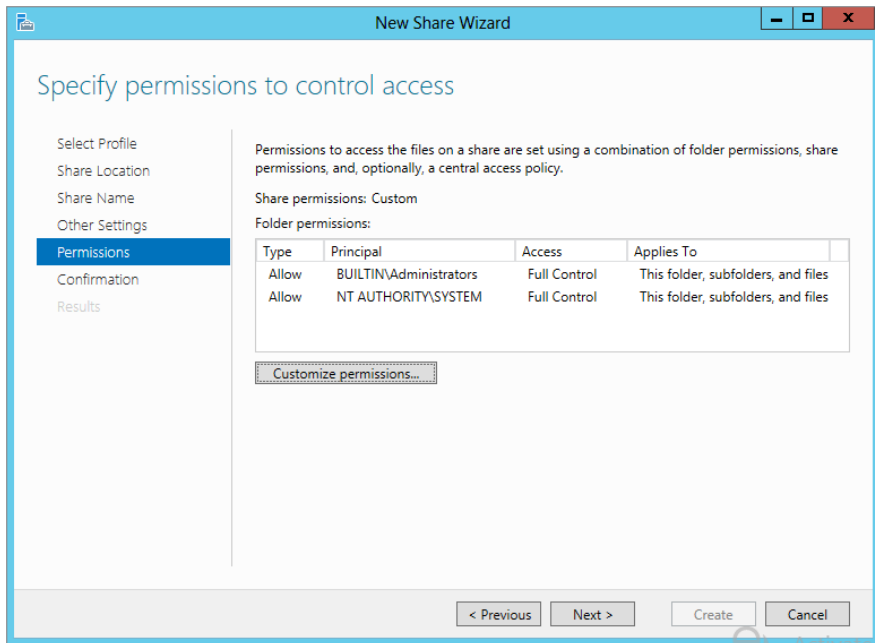 New Share Wizard
Specify permissions to control access
Select Profile
Share Location
Share Name
Other Settings
Permissions
Confirmation
Results
Permissions to access the files on a share are set using a combination of folder permissions, share
permissions, and, optionally, a central access policy.
Share permissions: Custom
Folder permissions:
Type Principal Access Applies To
Allow BUILTIN\Administrators Full Control This folder, subfolders, and files
Allow NT AUTHORITY\SYSTEM Full Control This folder, subfolders, and files
Customize permissions...
< Previous Next > Create Cancel